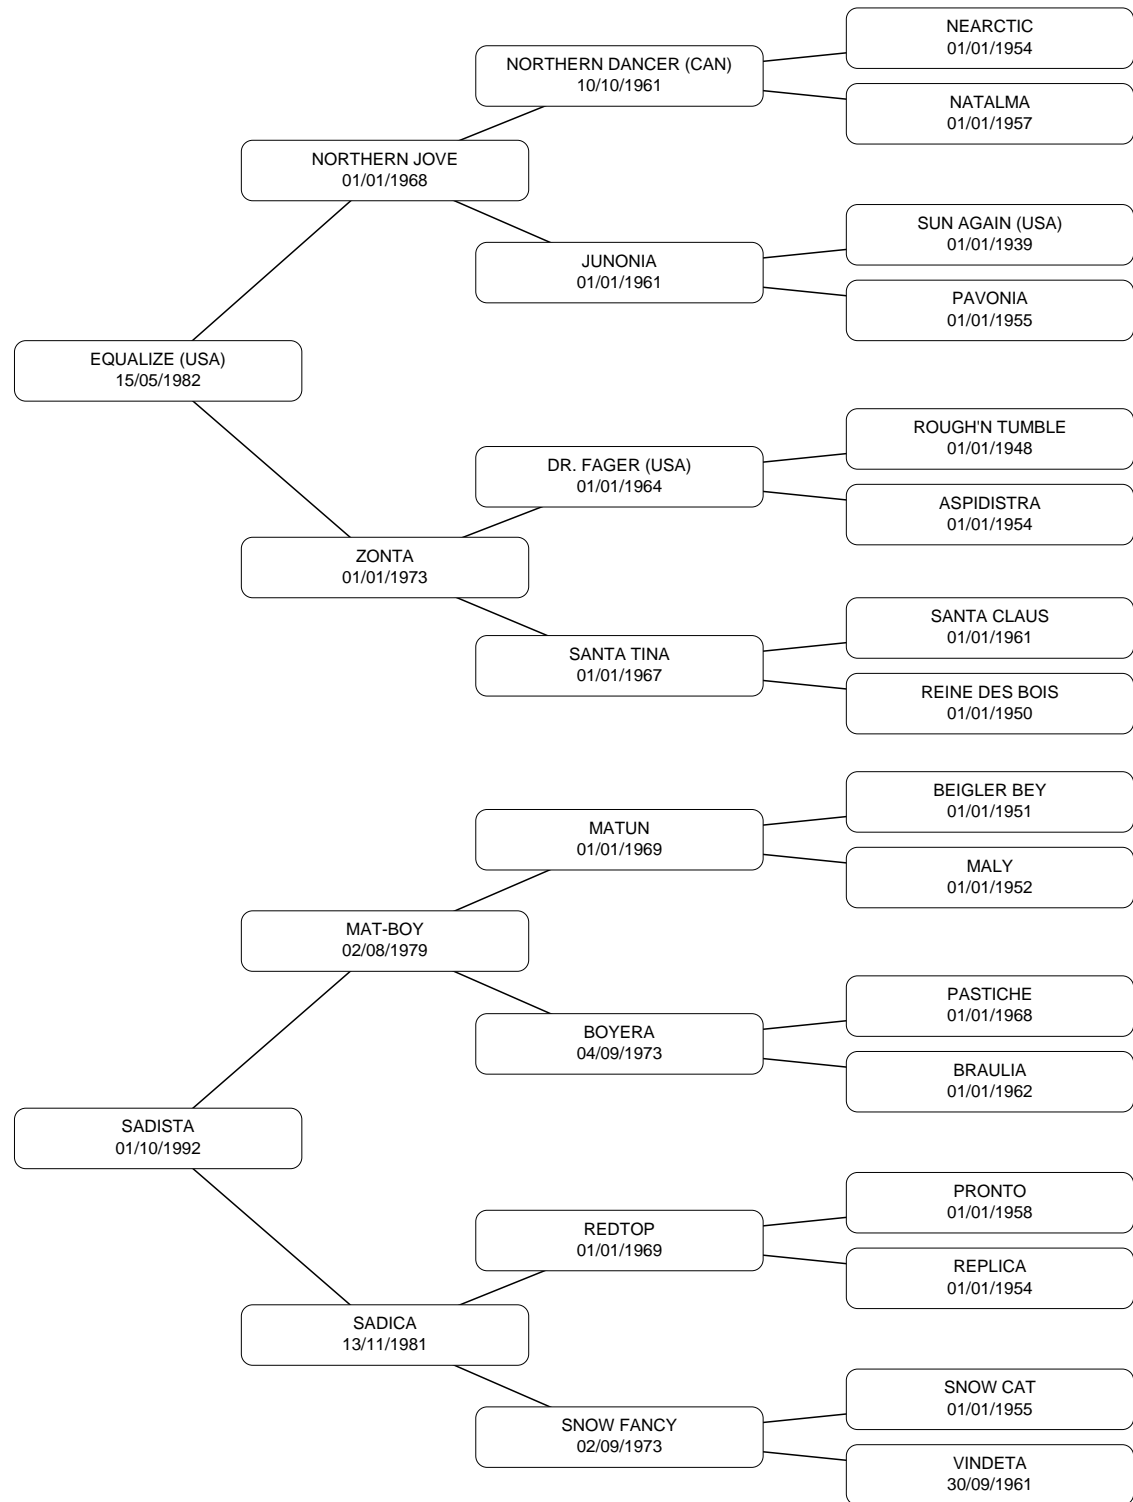 NEARCTIC
01/01/1954
NORTHERN DANCER (CAN)
10/10/1961
NATALMA
01/01/1957
NORTHERN JOVE
01/01/1968
SUN AGAIN (USA)
01/01/1939
JUNONIA
01/01/1961
PAVONIA
01/01/1955
EQUALIZE (USA)
15/05/1982
ROUGH'N TUMBLE
01/01/1948
DR. FAGER (USA)
01/01/1964
ASPIDISTRA
01/01/1954
ZONTA
01/01/1973
SANTA CLAUS
01/01/1961
SANTA TINA
01/01/1967
REINE DES BOIS
01/01/1950
BEIGLER BEY
01/01/1951
MATUN
01/01/1969
MALY
01/01/1952
MAT-BOY
02/08/1979
PASTICHE
01/01/1968
BOYERA
04/09/1973
BRAULIA
01/01/1962
SADISTA
01/10/1992
PRONTO
01/01/1958
REDTOP
01/01/1969
REPLICA
01/01/1954
SADICA
13/11/1981
SNOW CAT
01/01/1955
SNOW FANCY
02/09/1973
VINDETA
30/09/1961